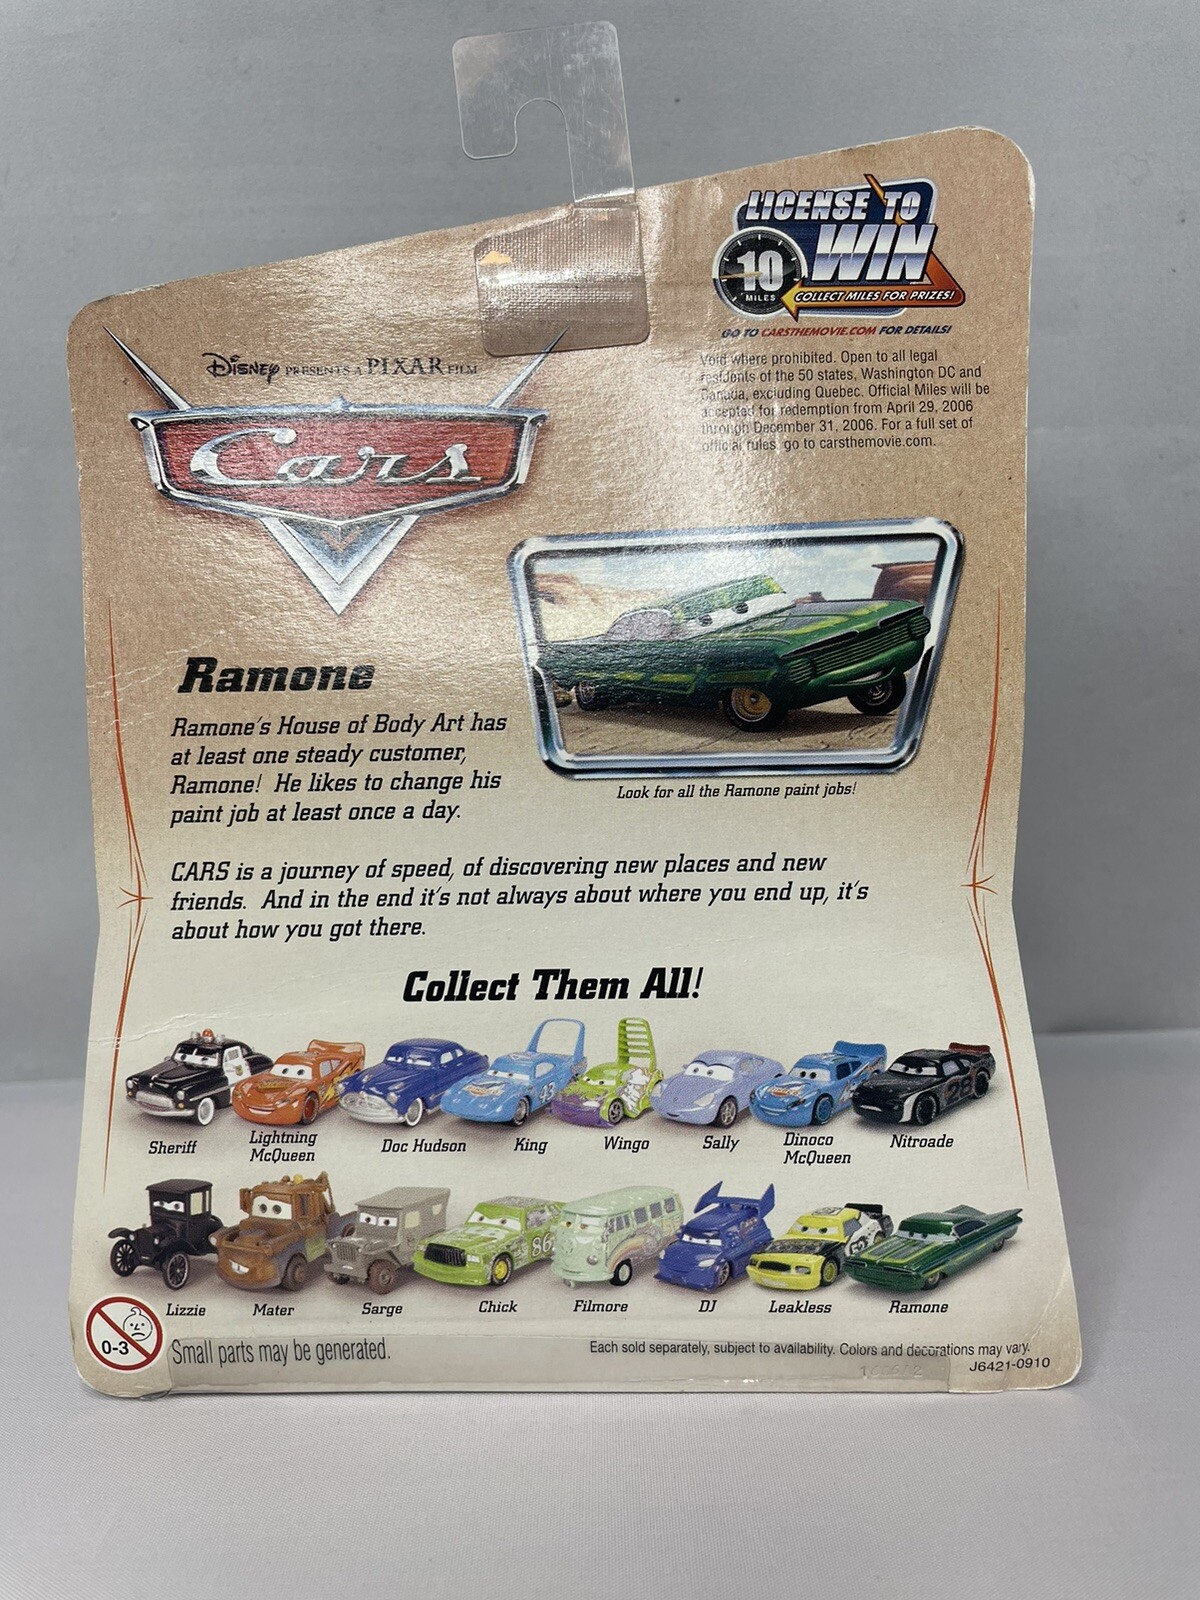 LICENSE TO
WIN
10
MILES
COLLECT MILES FOR PRIZES!
GO TO CARSTHEMOVIE.COM FOR DETAILS!
Void where prohibited. Open to all legal
residents of the 50 states, Washington DC and
Canada, excluding Quebec. Official Miles will be
accepted for redemption from April 29, 2006
through December 31, 2006. For a full set of
official rules, go to carsthemovie.com.
DISNEY PRESENTS A PIXAR FILM
Cars
Ramone
Ramone's House of Body Art has
at least one steady customer,
Ramone! He likes to change his
paint job at least once a day.
Look for all the Ramone paint jobs!
CARS is a journey of speed, of discovering new places and new
friends. And in the end it's not always about where you end up, it's
about how you got there.
Collect Them All!
43
28
Sheriff
Lightning
McQueen
Doc Hudson
King
Wingo
Sally
Dinoco
McQueen
Nitroade
86
52
Lizzie
Mater
Sarge
Chick
Filmore
DJ
Leakless
Ramone
0-3
Small parts may be generated.
Each sold separately, subject to availability. Colors and decorations may vary.
J6421-0910